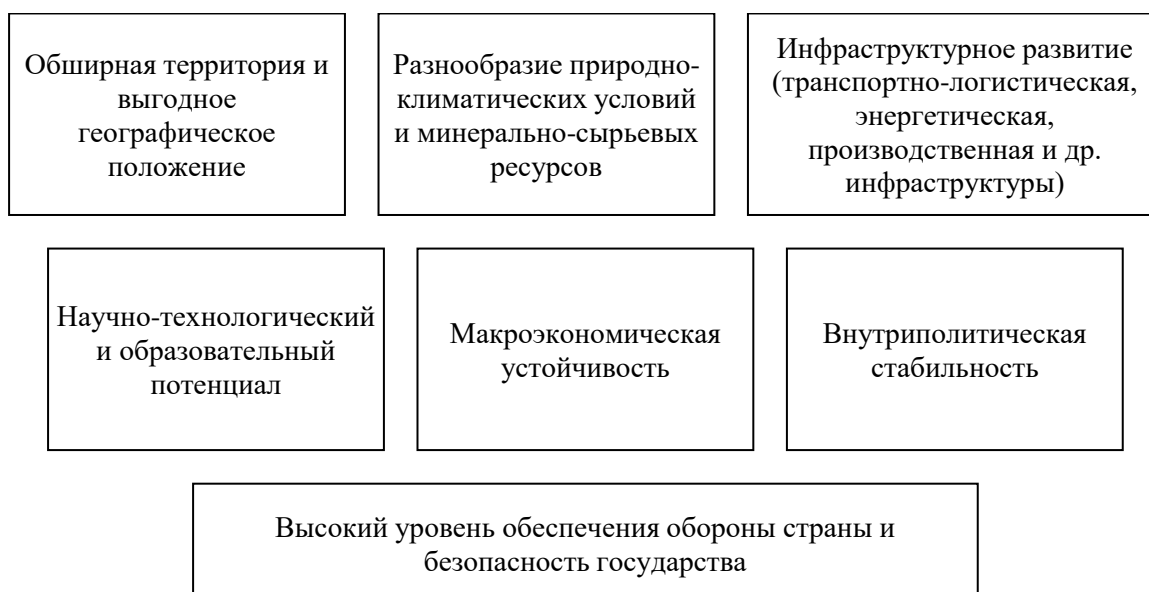 Обширная территория и
выгодное
географическое
положение
Разнообразие природно-
климатических условий
и минерально-сырьевых
ресурсов
Инфраструктурное развитие
(транспортно-логистическая,
энергетическая,
производственная и др.
инфраструктуры)
Научно-технологический
и образовательный
потенциал
Макроэкономическая
устойчивость
Внутриполитическая
стабильность
Высокий уровень обеспечения обороны страны и
безопасность государства